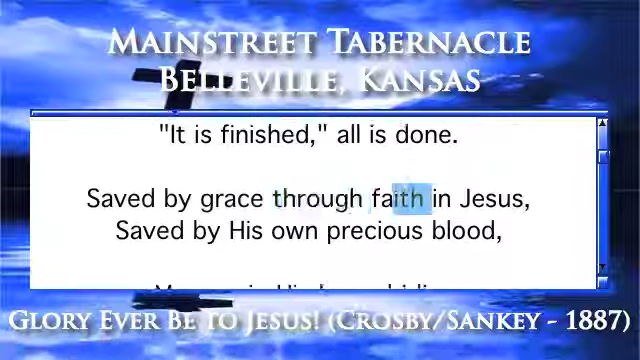 MAINSTREET TABERNACLE
BELLEVILLE, KANSAS
"It is finished," all is done.
Saved by grace through faith in Jesus,
Saved by His own precious blood,
GLORY EVER BE TO JESUS! (CROSBY/SANKEY - 1887)